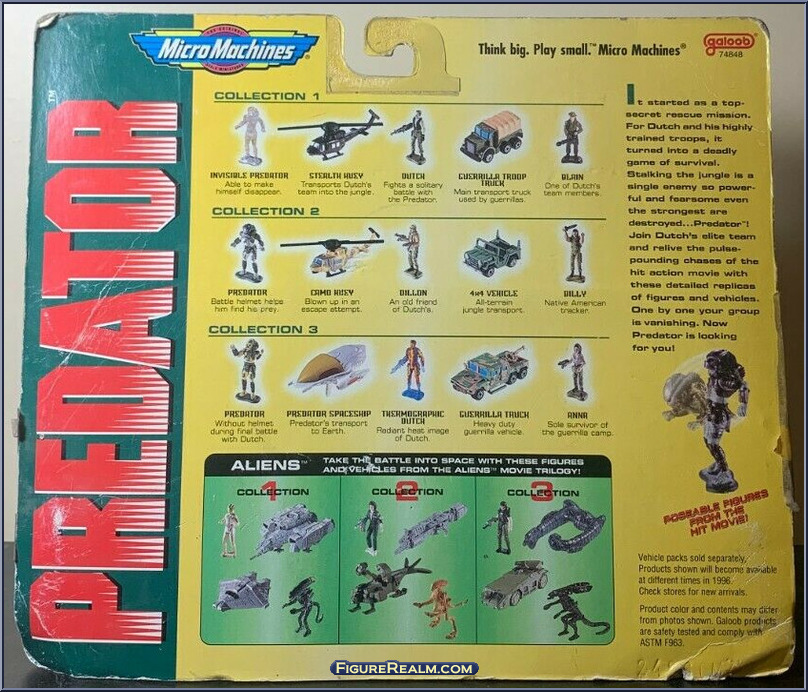 THE ORIGINAL
MicroMachines®
SCALE MINIATURES
Think big. Play small.™ Micro Machines®
galoob®
74848
PREDATOR™
COLLECTION 1
INVISIBLE PREDATOR
Able to make
himself disappear.
STEALTH HUEY
Transports Dutch's
team into the jungle.
DUTCH
Fights a solitary
battle with
the Predator.
GUERRILLA TROOP
TRUCK
Main transport truck
used by guerrillas.
BLAIN
One of Dutch's
team members.
COLLECTION 2
PREDATOR
Battle helmet helps
him find his prey.
CAMO HUEY
Blown up in an
escape attempt.
DILLON
An old friend
of Dutch's.
4x4 VEHICLE
All-terrain
jungle transport.
BILLY
Native American
tracker.
COLLECTION 3
PREDATOR
Without helmet
during final battle
with Dutch.
PREDATOR SPACESHIP
Predator's transport
to Earth.
THERMOGRAPHIC
DUTCH
Radiant heat image
of Dutch.
GUERRILLA TRUCK
Heavy duty
guerrilla vehicle.
ANNA
Sole survivor of
the guerrilla camp.
It started as a top-
secret rescue mission.
For Dutch and his highly
trained troops, it
turned into a deadly
game of survival.
Stalking the jungle is a
single enemy so power-
ful and fearsome even
the strongest are
destroyed...Predator™!
Join Dutch's elite team
and relive the pulse-
pounding chases of the
hit action movie with
these detailed replicas
of figures and vehicles.
One by one your group
is vanishing. Now
Predator is looking
for you!
POSEABLE FIGURES
FROM THE
HIT MOVIE!
ALIENS™
TAKE THE BATTLE INTO SPACE WITH THESE FIGURES
AND VEHICLES FROM THE ALIENS™ MOVIE TRILOGY!
1
COLLECTION
2
COLLECTION
3
COLLECTION
Vehicle packs sold separately.
Products shown will become available
at different times in 1996.
Check stores for new arrivals.
Product color and contents may differ
from photos shown. Galoob products
are safety tested and comply with
ASTM F963.
FigureRealm.com